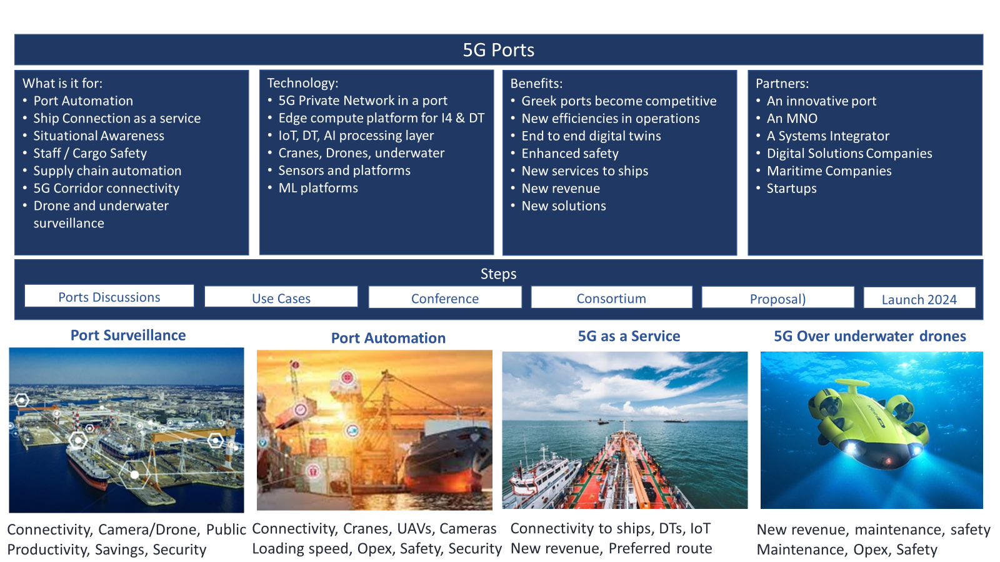 5G Ports
What is it for:
• Port Automation
• Ship Connection as a service
• Situational Awareness
• Staff / Cargo Safety
• Supply chain automation
• 5G Corridor connectivity
• Drone and underwater
surveillance
Technology:
• 5G Private Network in a port
• Edge compute platform for I4 & DT
• IoT, DT, AI processing layer
• Cranes, Drones, underwater
• Sensors and platforms
• ML platforms
Benefits:
• Greek ports become competitive
• New efficiencies in operations
• End to end digital twins
• Enhanced safety
• New services to ships
• New revenue
• New solutions
Partners:
• An innovative port
• An MNO
• A Systems Integrator
• Digital Solutions Companies
• Maritime Companies
• Startups
Steps
Ports Discussions
Use Cases
Conference
Consortium
Proposal)
Launch 2024
Port Surveillance
Port Automation
5G as a Service
5G Over underwater drones
Connectivity, Camera/Drone, Public
Productivity, Savings, Security
Connectivity, Cranes, UAVs, Cameras
Loading speed, Opex, Safety, Security
Connectivity to ships, DTs, IoT
New revenue, Preferred route
New revenue, maintenance, safety
Maintenance, Opex, Safety